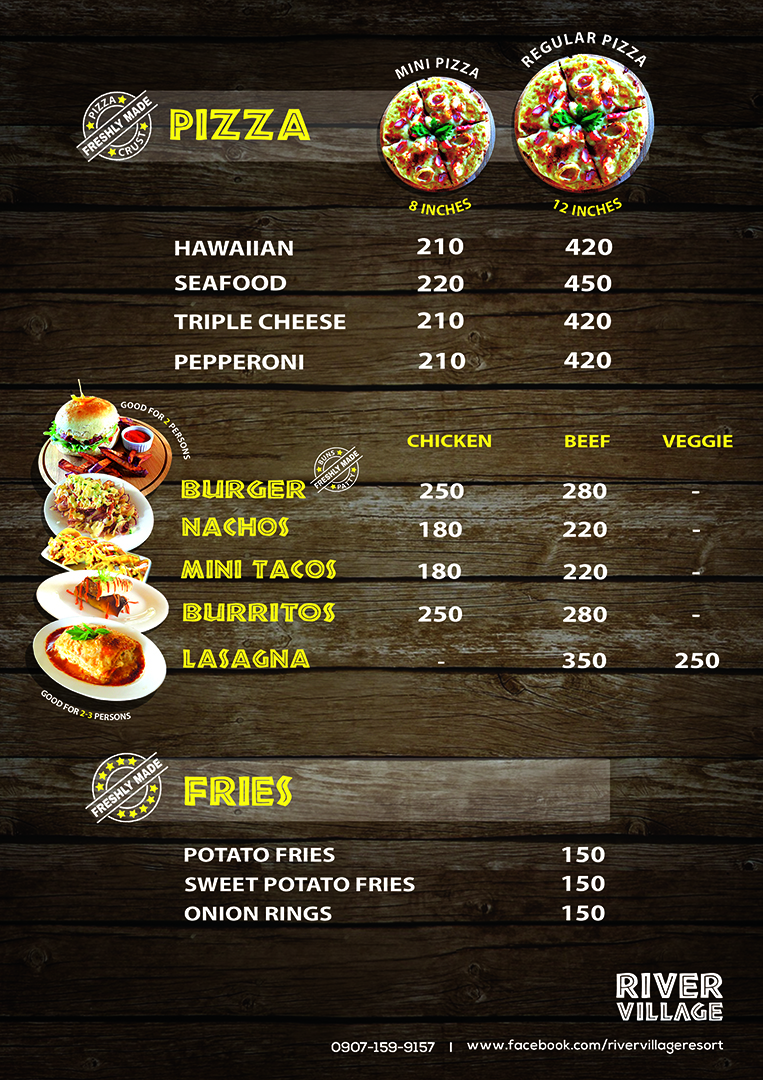 MINI PIZZA
REGULAR PIZZA
PIZZA
FRESHLY MADE
CRUST
PIZZA
8 INCHES
12 INCHES
HAWAIIAN 210 420
SEAFOOD 220 450
TRIPLE CHEESE 210 420
PEPPERONI 210 420
GOOD FOR 2 PERSONS
CHICKEN BEEF VEGGIE
BUNS
FRESHLY MADE
PATTY
BURGER 250 280 -
NACHOS 180 220 -
MINI TACOS 180 220 -
BURRITOS 250 280 -
LASAGNA - 350 250
GOOD FOR 2-3 PERSONS
FRESHLY MADE
FRIES
POTATO FRIES 150
SWEET POTATO FRIES 150
ONION RINGS 150
RIVER
VILLAGE
0907-159-9157 | www.facebook.com/rivervillageresort